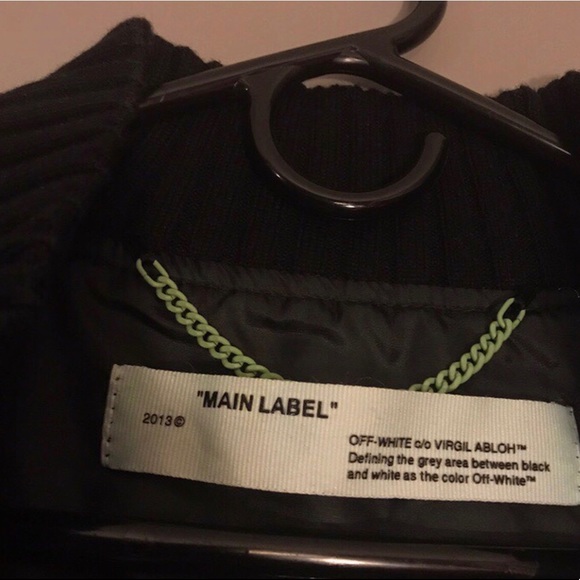 "MAIN LABEL"
2013©
OFF-WHITE c/o VIRGIL ABLOH™
Defining the grey area between black
and white as the color Off-White™